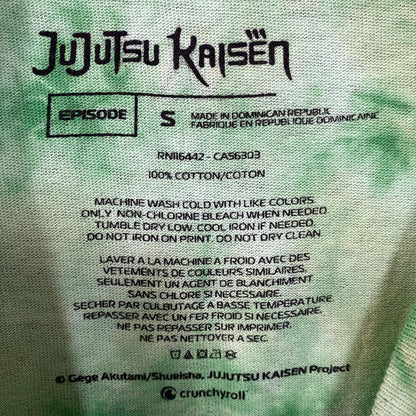 JUJUTSU KAISEN
EPISODE S MADE IN DOMINICAN REPUBLIC
FABRIQUE EN REPUBLIQUE DOMINICAINE
RN116442 - CA56303
100% COTTON/COTON
MACHINE WASH COLD WITH LIKE COLORS
ONLY NON-CHLORINE BLEACH WHEN NEEDED
TUMBLE DRY LOW. COOL IRON IF NEEDED.
DO NOT IRON ON PRINT. DO NOT DRY CLEAN.
LAVER A LA MACHINE A FROID AVEC DES
VETEMENTS DE COULEURS SIMILAIRES.
SEULEMENT UN AGENT DE BLANCHIMENT
SANS CHLORE SI NECESSAIRE.
SECHER PAR CULBUTAGE A BASSE TEMPERATURE.
REPASSER AVEC UN FER FROID SI NECESSAIRE.
NE PAS REPASSER SUR IMPRIMER.
NE PAS NETTOYER A SEC.
© Gege Akutami/Shueisha, JUJUTSU KAISEN Project
crunchyroll